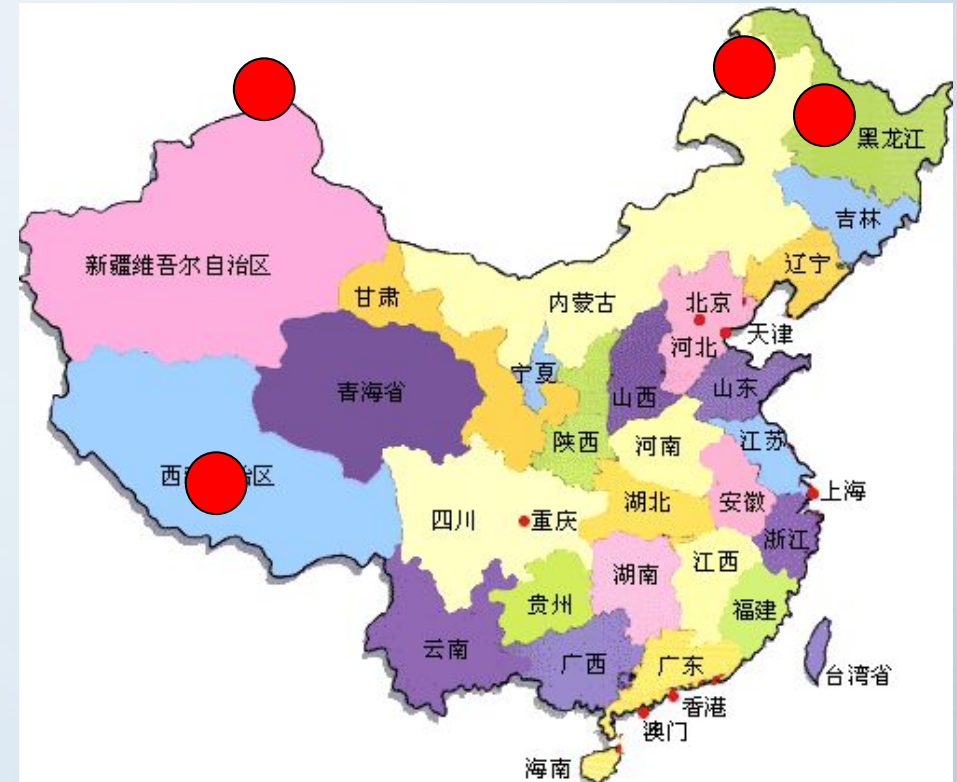 黑龙江
吉林
辽宁
新疆维吾尔自治区
甘肃
内蒙古
北京
天津
河北
宁夏
山西
山东
青海省
陕西
河南
江苏
西
治区
四川
重庆
湖北
安徽
上海
浙江
湖南
江西
贵州
福建
云南
广西
广东
台湾省
香港
澳门
海南